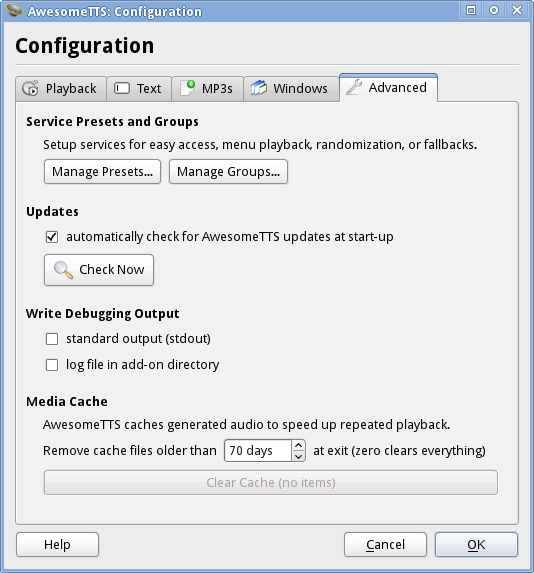 AwesomeTTS: Configuration
Configuration
Playback Text MP3s Windows Advanced
Service Presets and Groups
Setup services for easy access, menu playback, randomization, or fallbacks.
Manage Presets... Manage Groups...
Updates
automatically check for AwesomeTTS updates at start-up
Check Now
Write Debugging Output
standard output (stdout)
log file in add-on directory
Media Cache
AwesomeTTS caches generated audio to speed up repeated playback.
Remove cache files older than 70 days at exit (zero clears everything)
Clear Cache (no items)
Help Cancel OK